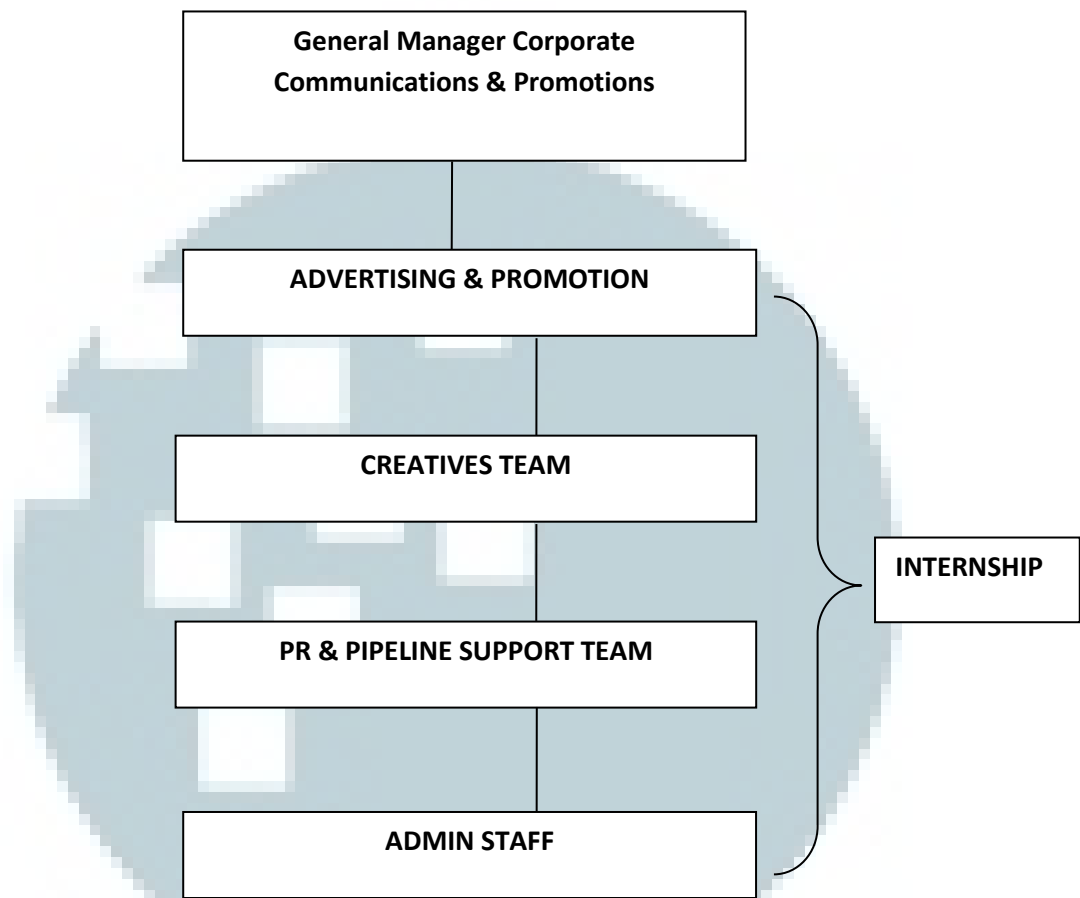 General Manager Corporate
Communications & Promotions
ADVERTISING & PROMOTION
CREATIVES TEAM
INTERNSHIP
PR & PIPELINE SUPPORT TEAM
ADMIN STAFF